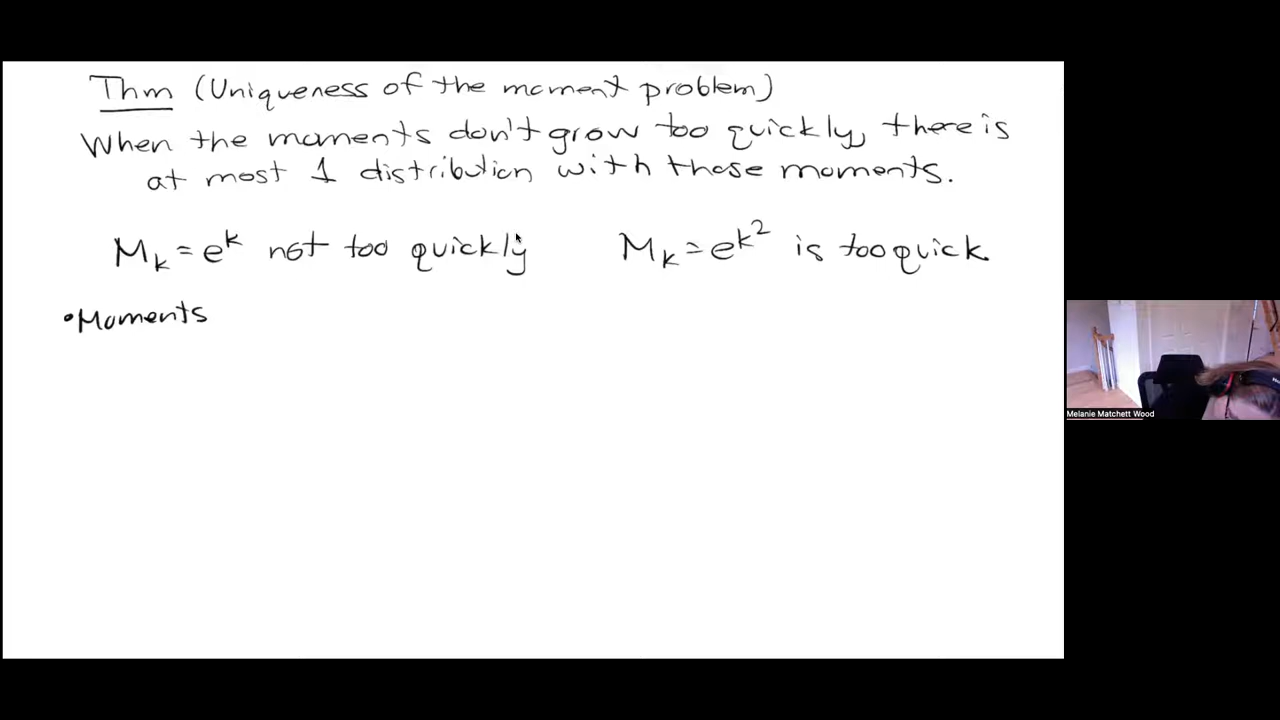 Thm (Uniqueness of the moment problem)
When the moments don't grow too quickly, there is
at most 1 distribution with those moments.
M_k = e^k not too quickly M_k = e^{k^2} is too quick.
•Moments
Melanie Matchett Wood